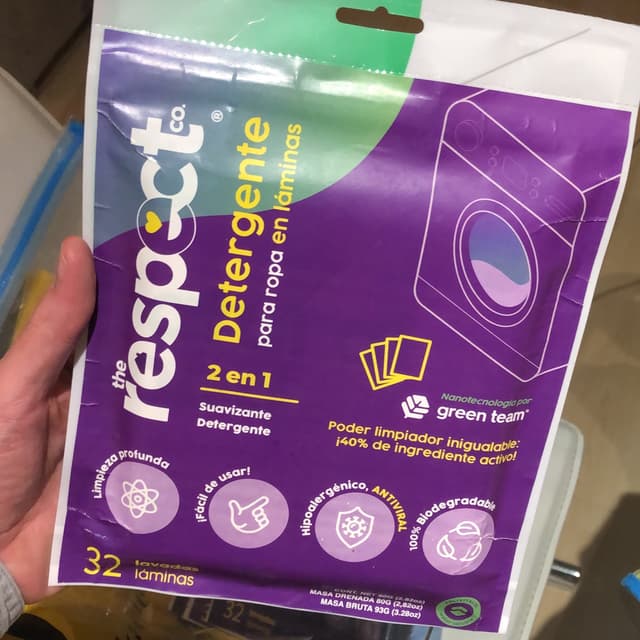 the
respect
co.
®
Detergente
para ropa en láminas
2 en 1
Suavizante
Detergente
Nanotecnología por
green team™
Poder limpiador inigualable:
¡40% de ingrediente activo!
Limpieza profunda
¡Fácil de usar!
Hipoalergénico, ANTIVIRAL
100% Biodegradable
32 lavadas
láminas
MASA DRENADA 80G (2,82oz)
MASA BRUTA 93G (3.28oz)